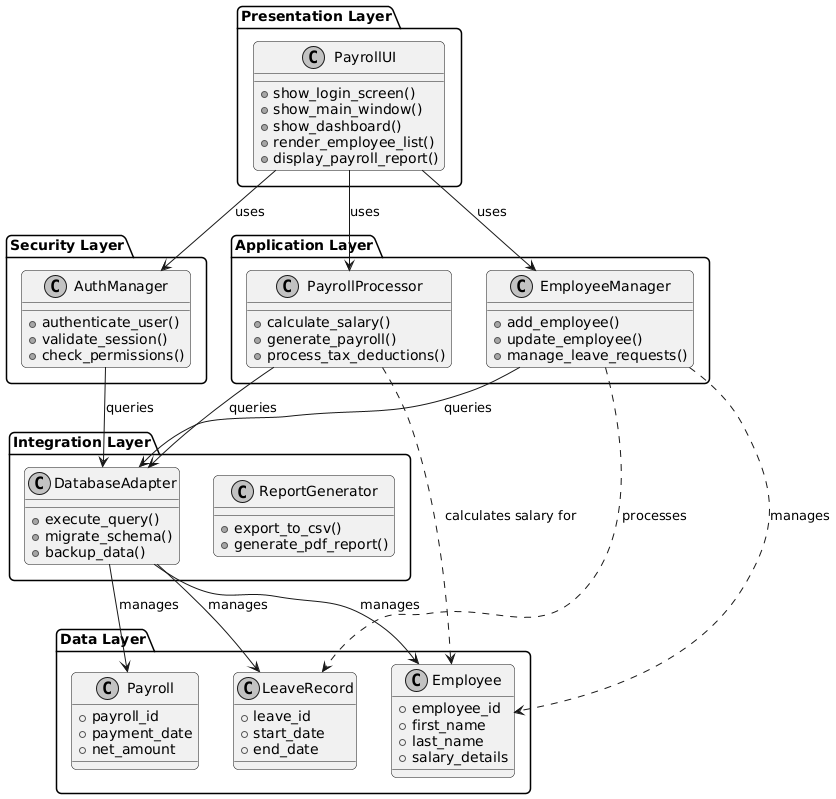 Presentation Layer
C PayrollUI
show_login_screen()
show_main_window()
show_dashboard()
render_employee_list()
display_payroll_report()
uses
uses
uses
Security Layer
C AuthManager
authenticate_user()
validate_session()
check_permissions()
Application Layer
C PayrollProcessor
calculate_salary()
generate_payroll()
process_tax_deductions()
C EmployeeManager
add_employee()
update_employee()
manage_leave_requests()
queries
queries
queries
Integration Layer
C DatabaseAdapter
execute_query()
migrate_schema()
backup_data()
C ReportGenerator
export_to_csv()
generate_pdf_report()
calculates salary for
processes
manages
manages
manages
manages
Data Layer
C Payroll
payroll_id
payment_date
net_amount
C LeaveRecord
leave_id
start_date
end_date
C Employee
employee_id
first_name
last_name
salary_details